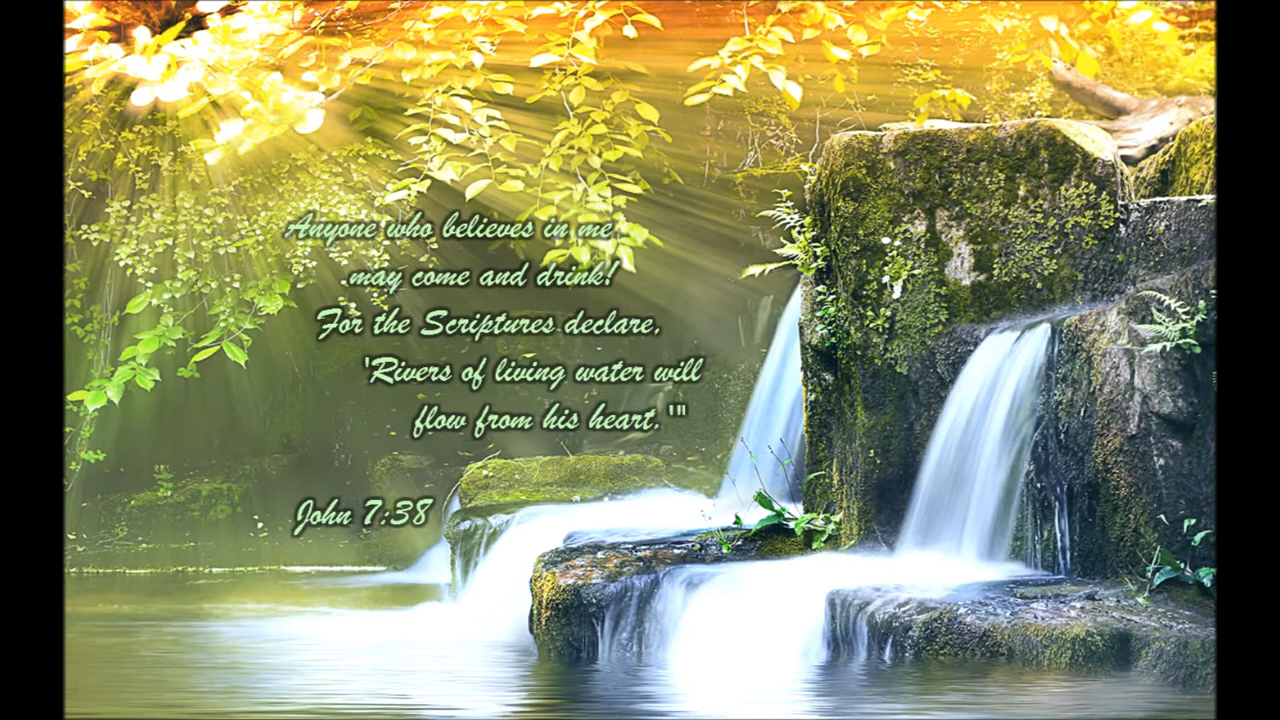 Anyone who believes in me
may come and drink!
For the Scriptures declare,
'Rivers of living water will
flow from his heart.'"
John 7:38